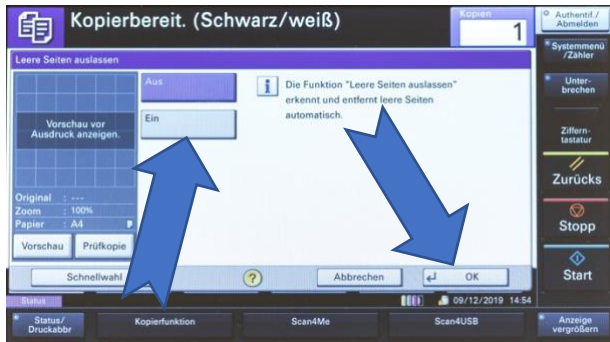 Kopierbereit. (Schwarz/weiß)
Kopien
1
Authentif./
Abmelden
Systemmenü
/Zähler
Unter-
brechen
Ziffern-
tastatur
Zurücks
Stopp
Start
Anzeige
vergrößern
Leere Seiten auslassen
Vorschau vor
Ausdruck anzeigen.
Original : ---
Zoom : 100%
Papier : A4
Vorschau
Prüfkopie
Aus
Ein
i
Die Funktion "Leere Seiten auslassen"
erkennt und entfernt leere Seiten
automatisch.
Schnellwahl
?
Abbrechen
OK
Status
09/12/2019 14:54
Status/
Druckabbr
Kopierfunktion
Scan4Me
Scan4USB